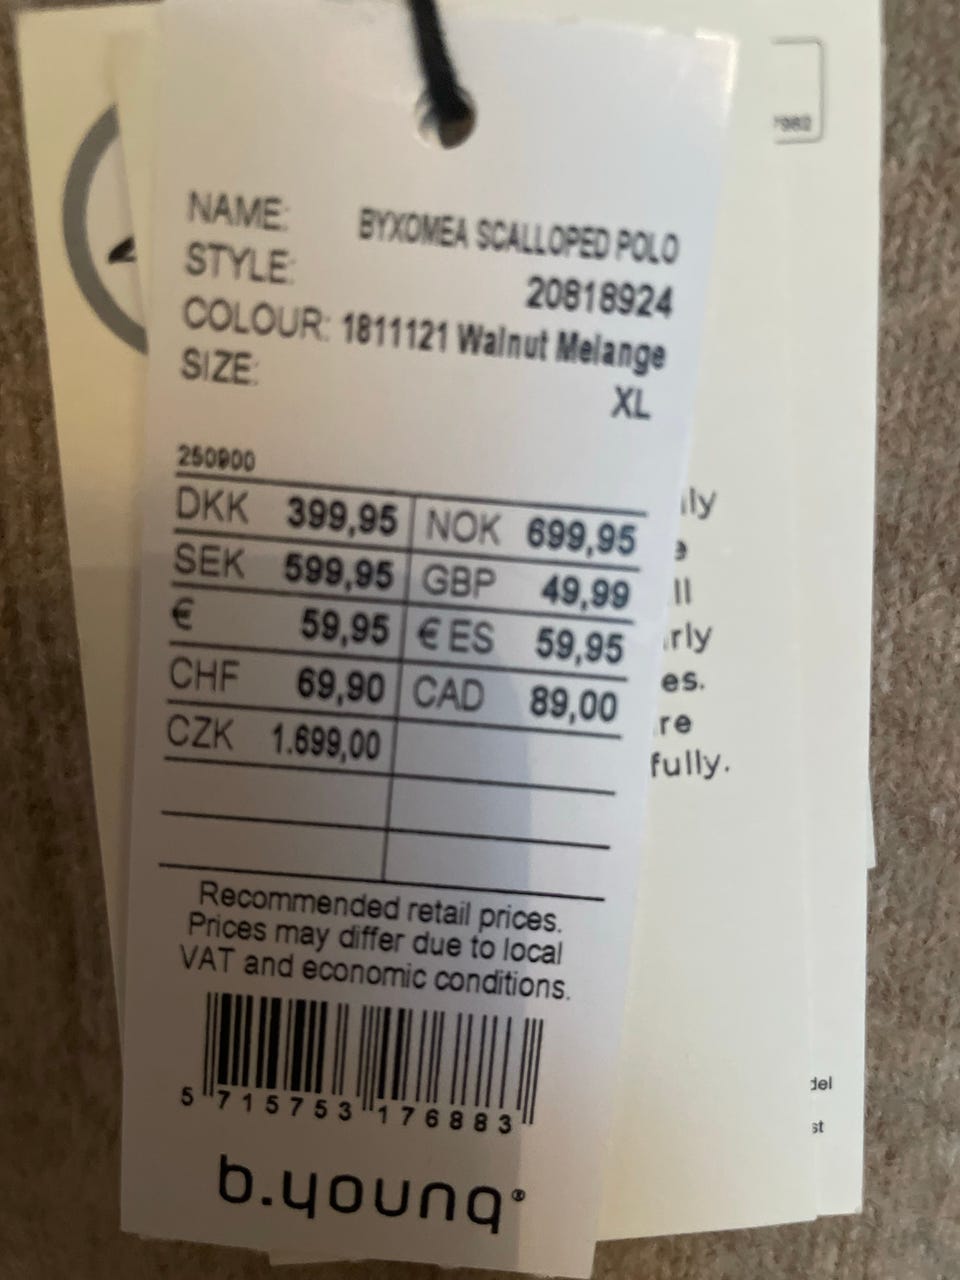 NAME: BYXOMEA SCALLOPED POLO
STYLE: 20818924
COLOUR: 1811121 Walnut Melange
SIZE: XL
250900
DKK 399,95 NOK 699,95
SEK 599,95 GBP 49,99
€ 59,95 € ES 59,95
CHF 69,90 CAD 89,00
CZK 1.699,00
Recommended retail prices.
Prices may differ due to local
VAT and economic conditions.
5 715753 176883
b.young®
es.
re
fully.